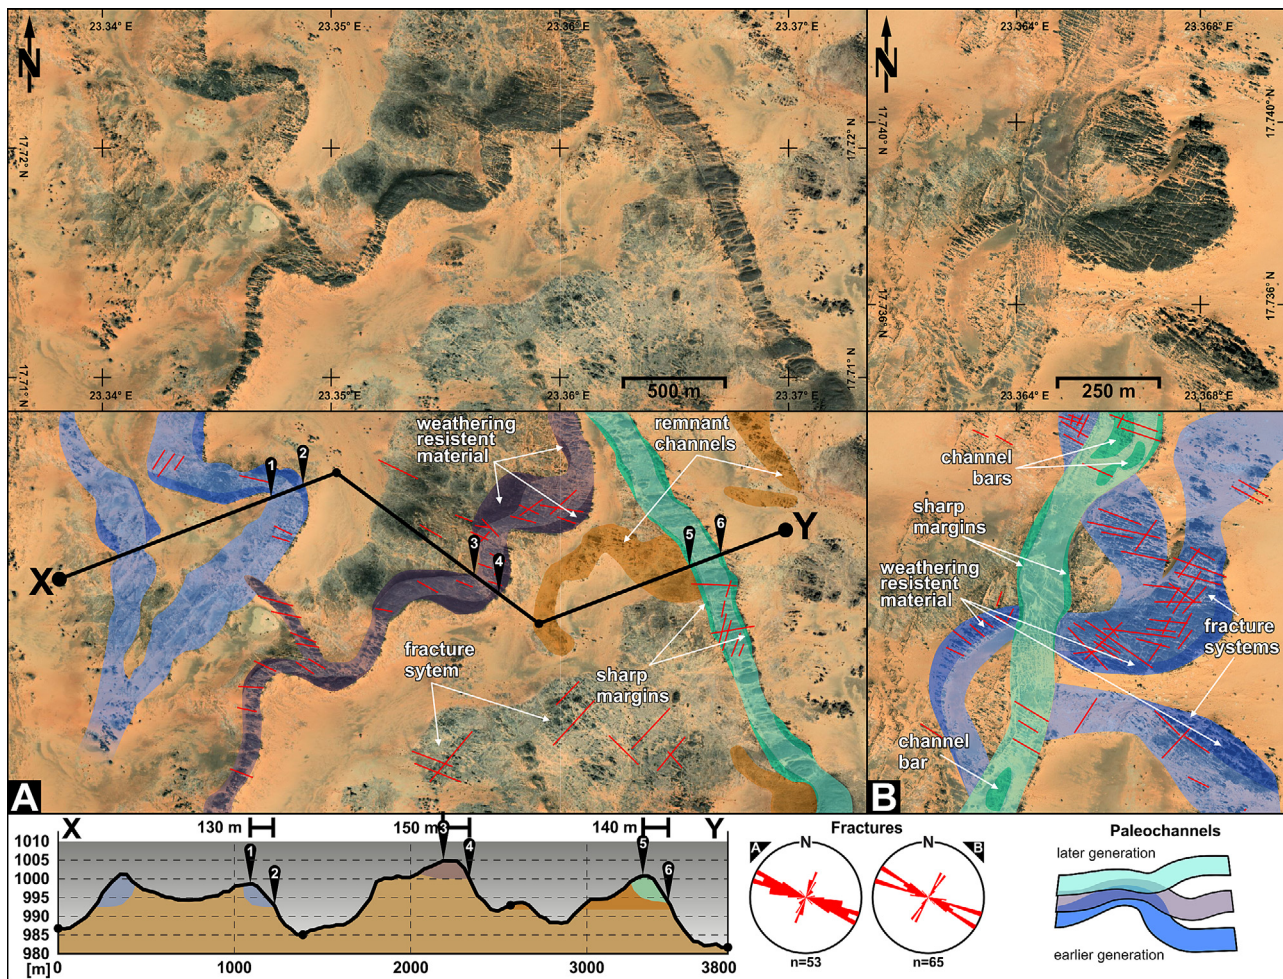 23.34° E
23.35° E
23.36° E
23.37° E
N
17.72° N
17.72° N
17.71° N
17.71° N
500 m
23.34° E
23.35° E
23.36° E
23.37° E
23.364° E
23.368° E
N
17.740° N
17.740° N
17.736° N
17.736° N
250 m
23.364° E
23.368° E
weathering
resistent
material
remnant
channels
1
2
3
4
5
6
X
Y
fracture
sytem
sharp
margins
A
channel
bars
sharp
margins
weathering
resistent
material
fracture
systems
channel
bar
B
X
130 m
150 m
140 m
Y
1
2
3
4
5
6
1010
1005
1000
995
990
985
980
[m]
0
1000
2000
3000
3800
Fractures
A
N
n=53
N
B
n=65
Paleochannels
later generation
earlier generation